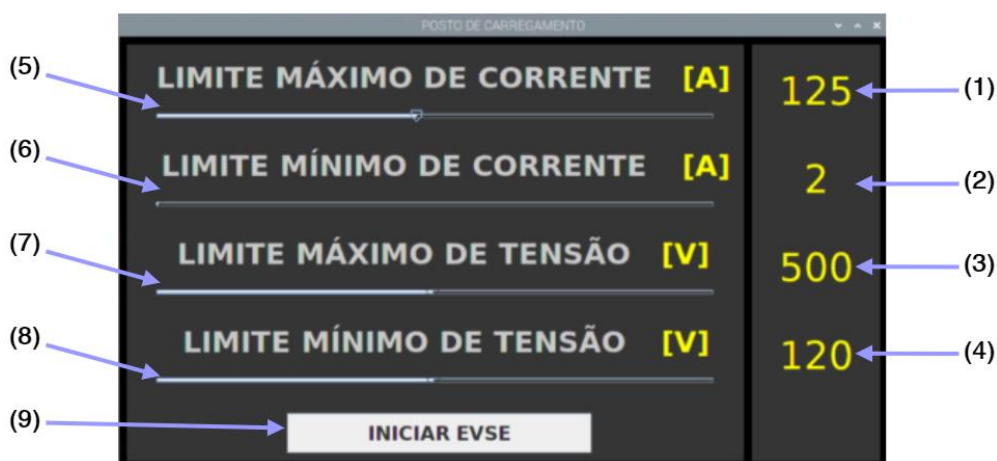 POSTO DE CARREGAMENTO
(5) LIMITE MÁXIMO DE CORRENTE [A] 125 (1)
(6) LIMITE MÍNIMO DE CORRENTE [A] 2 (2)
(7) LIMITE MÁXIMO DE TENSÃO [V] 500 (3)
(8) LIMITE MÍNIMO DE TENSÃO [V] 120 (4)
(9) INICIAR EVSE